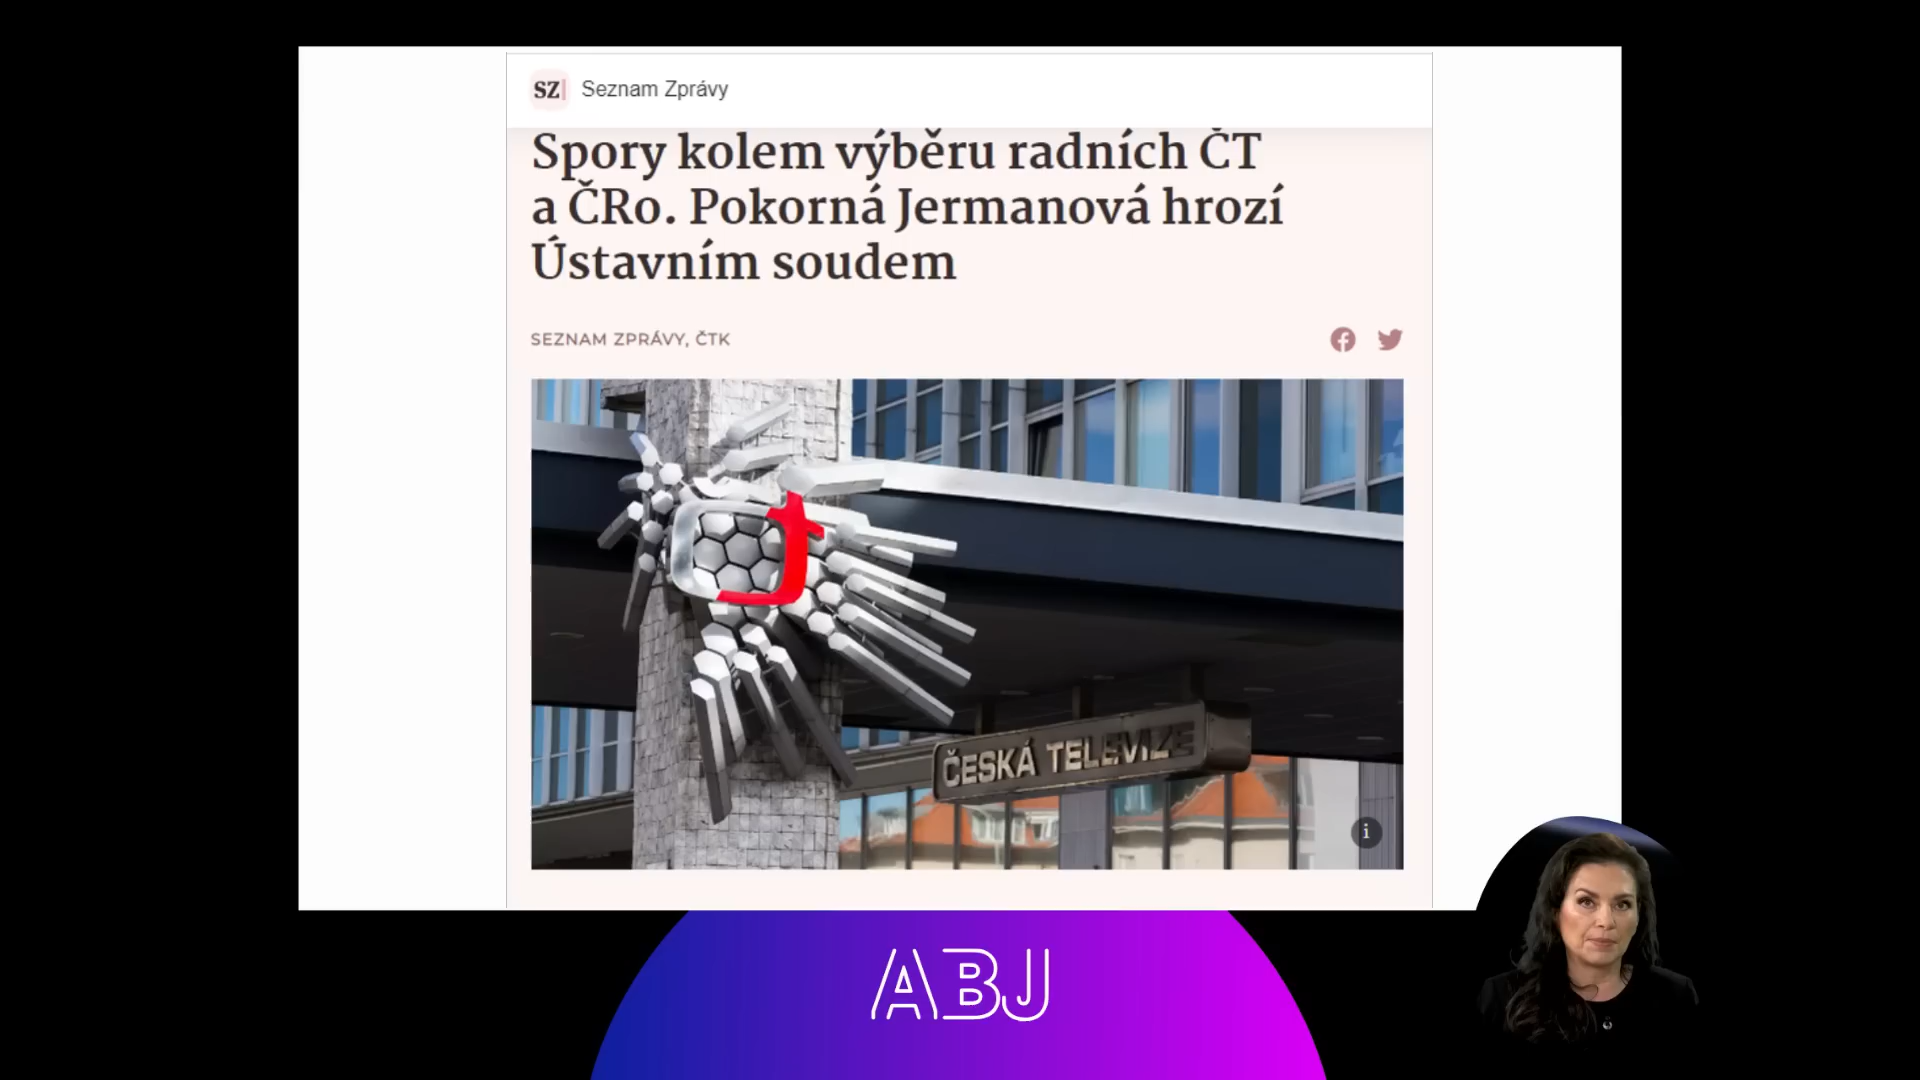 SZ
Seznam Zprávy
Spory kolem výběru radních ČT
a ČRo. Pokorná Jermanová hrozí
Ústavním soudem
SEZNAM ZPRÁVY, ČTK
ČESKÁ TELEVIZE
i
ABJ